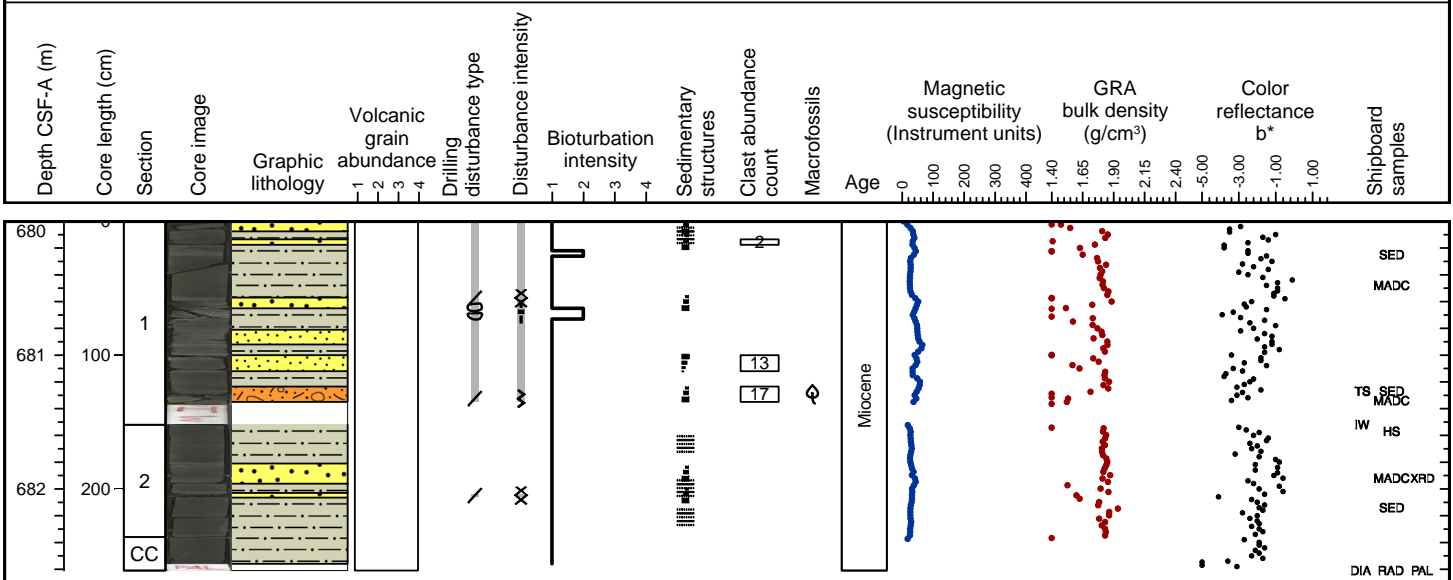 Depth CSF-A (m)
Core length (cm)
Section
Core image
Graphic
lithology
Volcanic
grain
abundance
1 2 3 4
Drilling
disturbance type
Disturbance intensity
Bioturbation
intensity
1 2 3 4
Sedimentary
structures
Clast abundance
count
Macrofossils
Age
Magnetic
susceptibility
(Instrument units)
0 100 200 300 400
GRA
bulk density
(g/cm³)
1.40 1.65 1.90 2.15 2.40
Color
reflectance
b*
-5.00 -3.00 -1.00 1.00
Shipboard
samples
680
681
682
0
100
200
1
2
CC
2
13
17
Miocene
SED
MADC
TS SED
MADC
IW HS
MADC XRD
SED
DIA RAD PAL
PAL